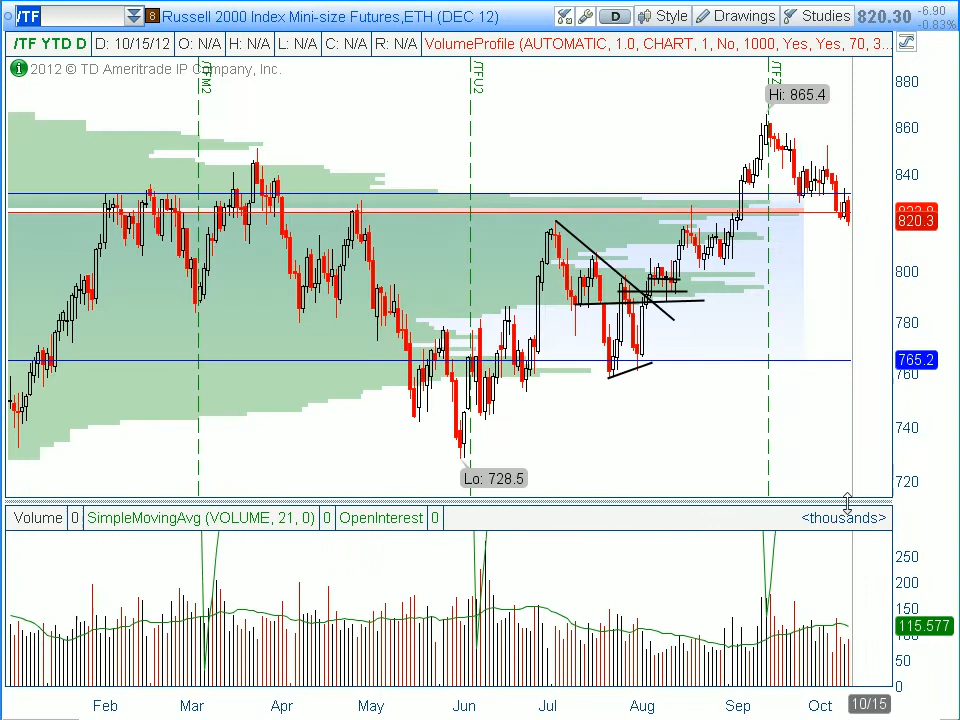 /TF 8 Russell 2000 Index Mini-size Futures,ETH (DEC 12) D Style Drawings Studies 820.30 -6.90 -0.83%
/TF YTD D D: 10/15/12 O: N/A H: N/A L: N/A C: N/A R: N/A VolumeProfile (AUTOMATIC, 1.0, CHART, 1, No, 1000, Yes, Yes, 70, 3...
2012 © TD Ameritrade IP Company, Inc.
/TFM2
/TFU2
/TFZ
Hi: 865.4
Lo: 728.5
880
860
840
820.3
800
780
765.2
760
740
720
Volume 0 SimpleMovingAvg (VOLUME, 21, 0) 0 OpenInterest 0 <thousands>
250
200
150
115.577
100
50
0
Feb Mar Apr May Jun Jul Aug Sep Oct 10/15